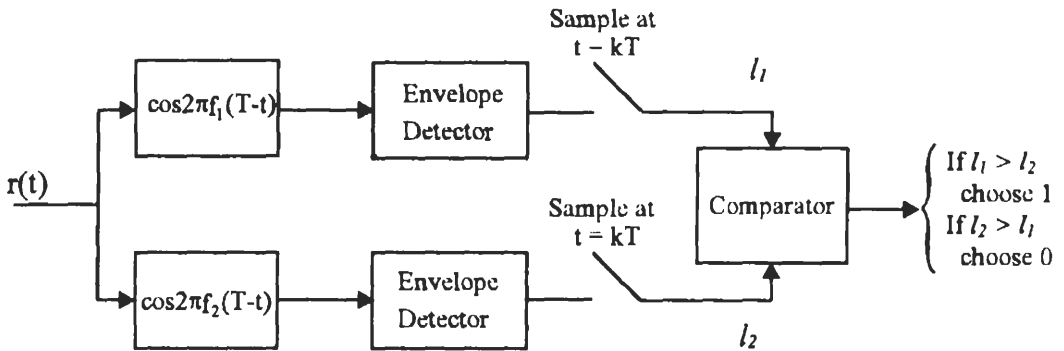 Sample at
t = kT
l1
cos2πf1(T-t)
Envelope
Detector
r(t)
Sample at
t = kT
Comparator
If l1 > l2
choose 1
If l2 > l1
choose 0
cos2πf2(T-t)
Envelope
Detector
l2